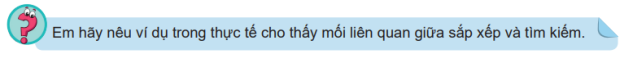 Em hãy nêu ví dụ trong thực tế cho thấy mối liên quan giữa sắp xếp và tìm kiếm.